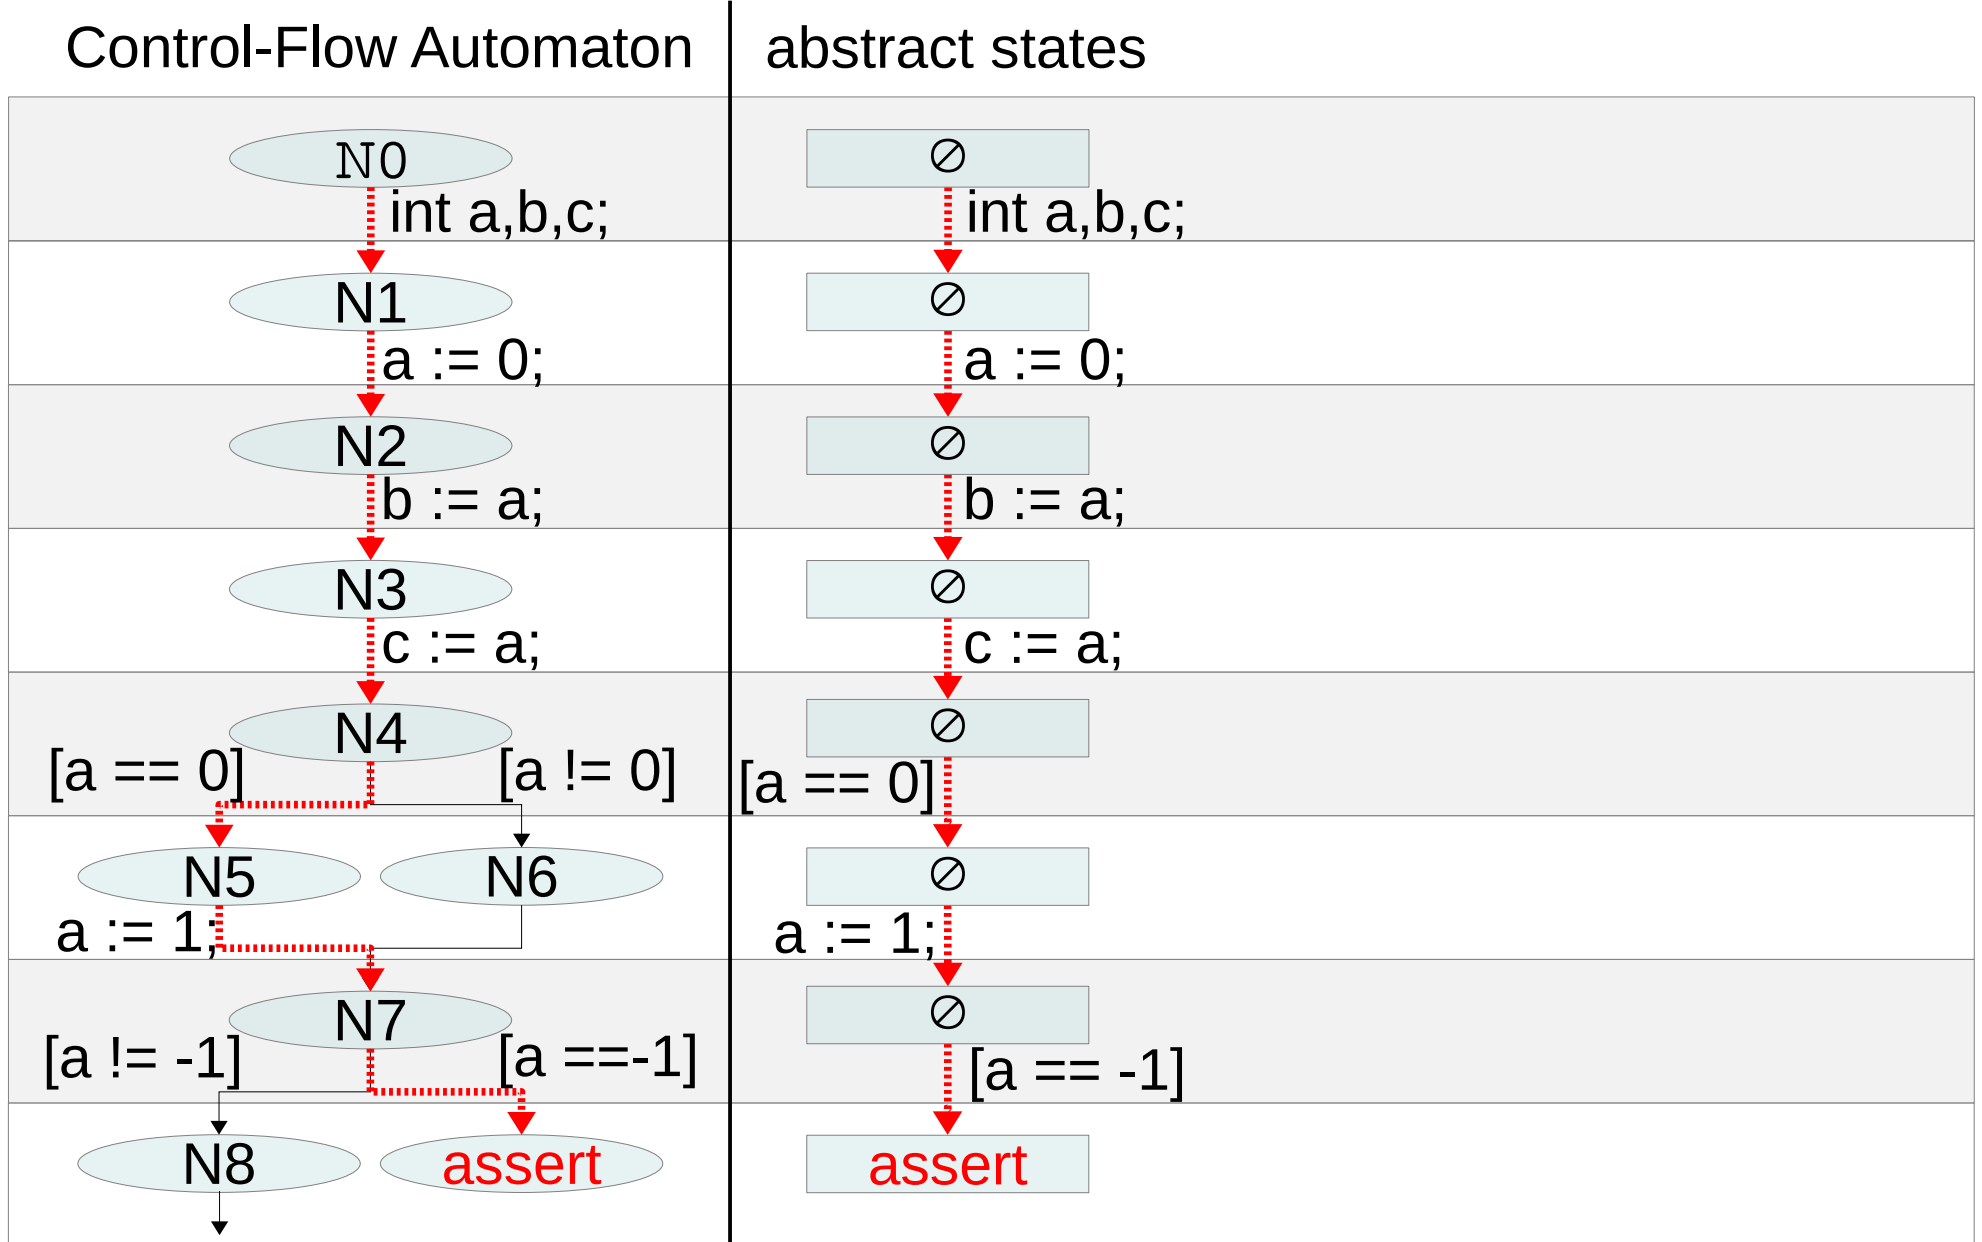 Control-Flow Automaton abstract states
N0 ∅
int a,b,c; int a,b,c;
N1 ∅
a := 0; a := 0;
N2 ∅
b := a; b := a;
N3 ∅
c := a; c := a;
N4 ∅
[a == 0] [a != 0] [a == 0]
N5 N6 ∅
a := 1; a := 1;
N7 ∅
[a != -1] [a ==-1] [a == -1]
N8 assert assert